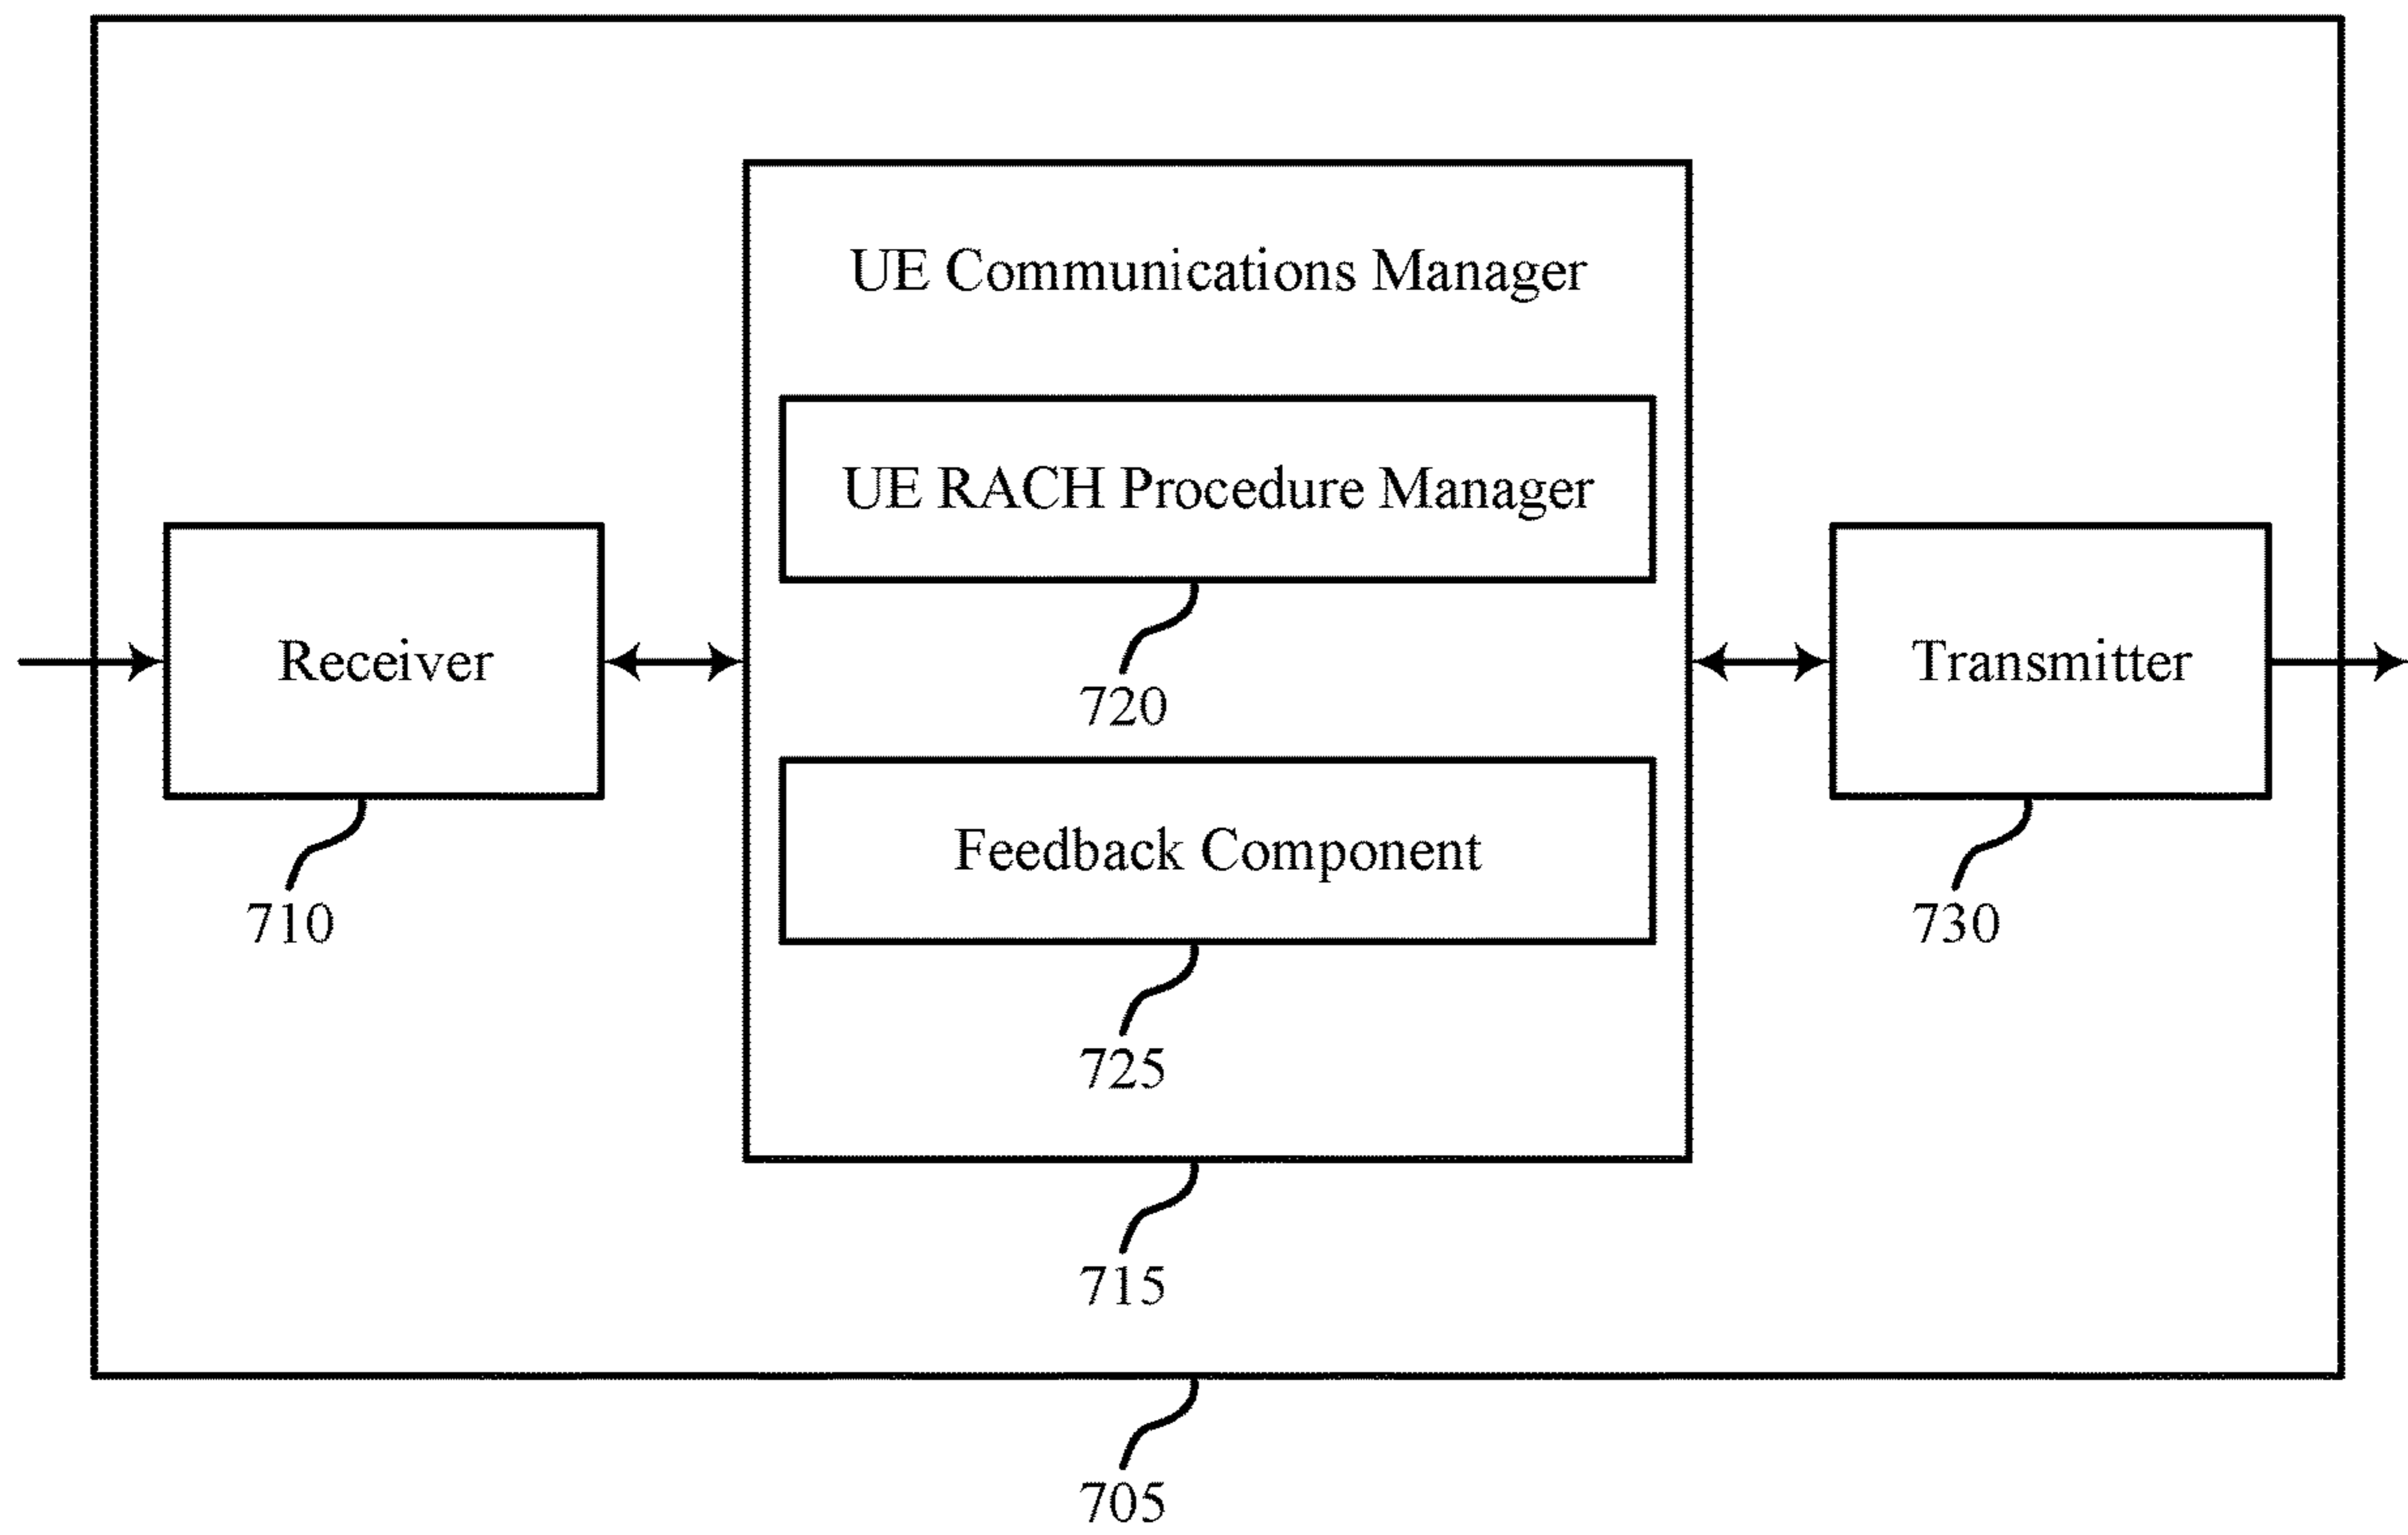 UE Communications Manager
UE RACH Procedure Manager
Receiver
Transmitter
720
Feedback Component
710
730
725
715
705